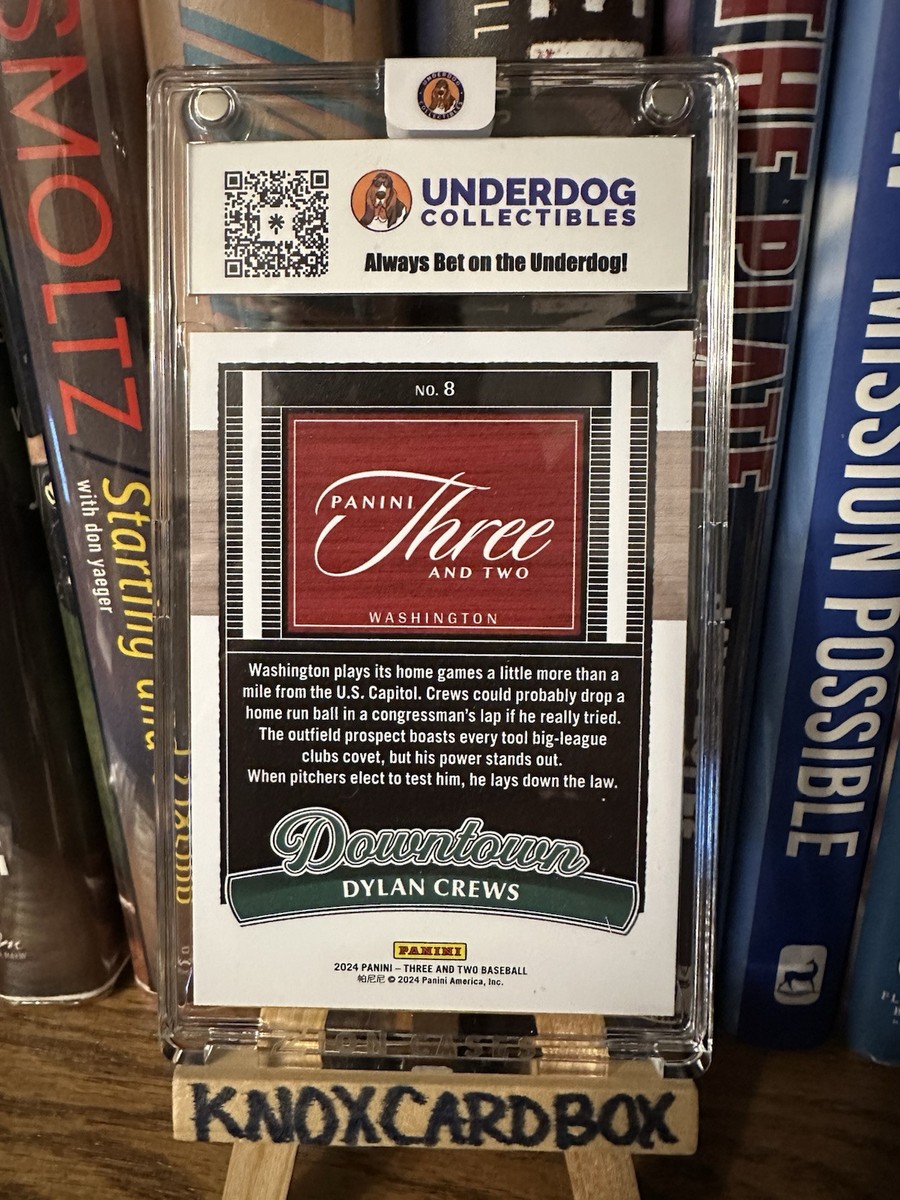 UNDERDOG
COLLECTIBLES
UNDERDOG
COLLECTIBLES
Always Bet on the Underdog!
NO. 8
PANINI
Three
AND TWO
WASHINGTON
Washington plays its home games a little more than a
mile from the U.S. Capitol. Crews could probably drop a
home run ball in a congressman's lap if he really tried.
The outfield prospect boasts every tool big-league
clubs covet, but his power stands out.
When pitchers elect to test him, he lays down the law.
Downtown
DYLAN CREWS
PANINI
2024 PANINI – THREE AND TWO BASEBALL
帕尼尼 © 2024 Panini America, Inc.
KNOXCARDBOX
SMOLTZ
Starting and
with don yaeger
THE PLATE
MISSION POSSIBLE